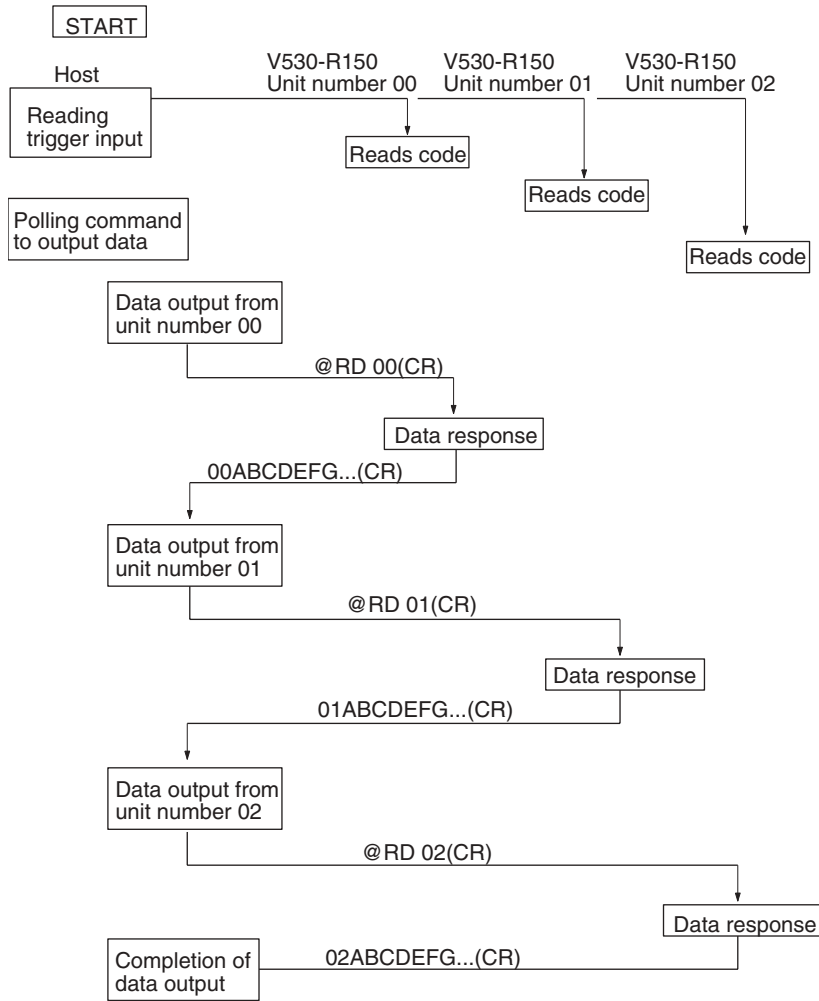 START
Host
V530-R150
Unit number 00
V530-R150
Unit number 01
V530-R150
Unit number 02
Reading
trigger input
Reads code
Reads code
Reads code
Polling command
to output data
Data output from
unit number 00
@RD 00(CR)
Data response
00ABCDEFG...(CR)
Data output from
unit number 01
@RD 01(CR)
Data response
01ABCDEFG...(CR)
Data output from
unit number 02
@RD 02(CR)
Data response
02ABCDEFG...(CR)
Completion of
data output